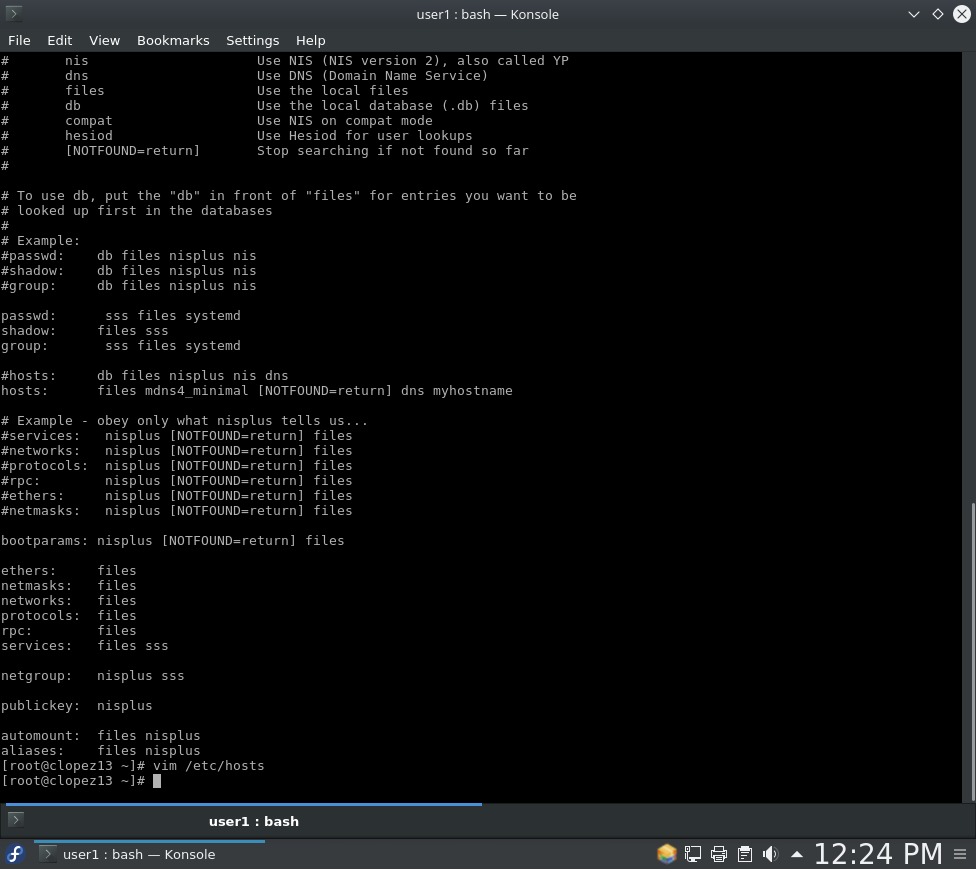 user1 : bash — Konsole
File Edit View Bookmarks Settings Help
#       nis                     Use NIS (NIS version 2), also called YP
#       dns                     Use DNS (Domain Name Service)
#       files                   Use the local files
#       db                      Use the local database (.db) files
#       compat                  Use NIS on compat mode
#       hesiod                  Use Hesiod for user lookups
#       [NOTFOUND=return]       Stop searching if not found so far
#
# To use db, put the "db" in front of "files" for entries you want to be
# looked up first in the databases
#
# Example:
#passwd:    db files nisplus nis
#shadow:    db files nisplus nis
#group:     db files nisplus nis
passwd:      sss files systemd
shadow:     files sss
group:       sss files systemd
#hosts:     db files nisplus nis dns
hosts:      files mdns4_minimal [NOTFOUND=return] dns myhostname
# Example - obey only what nisplus tells us...
#services:   nisplus [NOTFOUND=return] files
#networks:   nisplus [NOTFOUND=return] files
#protocols:  nisplus [NOTFOUND=return] files
#rpc:        nisplus [NOTFOUND=return] files
#ethers:     nisplus [NOTFOUND=return] files
#netmasks:   nisplus [NOTFOUND=return] files
bootparams: nisplus [NOTFOUND=return] files
ethers:     files
netmasks:   files
networks:   files
protocols:  files
rpc:        files
services:   files sss
netgroup:   nisplus sss
publickey:  nisplus
automount:  files nisplus
aliases:    files nisplus
[root@clopez13 ~]# vim /etc/hosts
[root@clopez13 ~]#
user1 : bash
user1 : bash — Konsole
12:24 PM